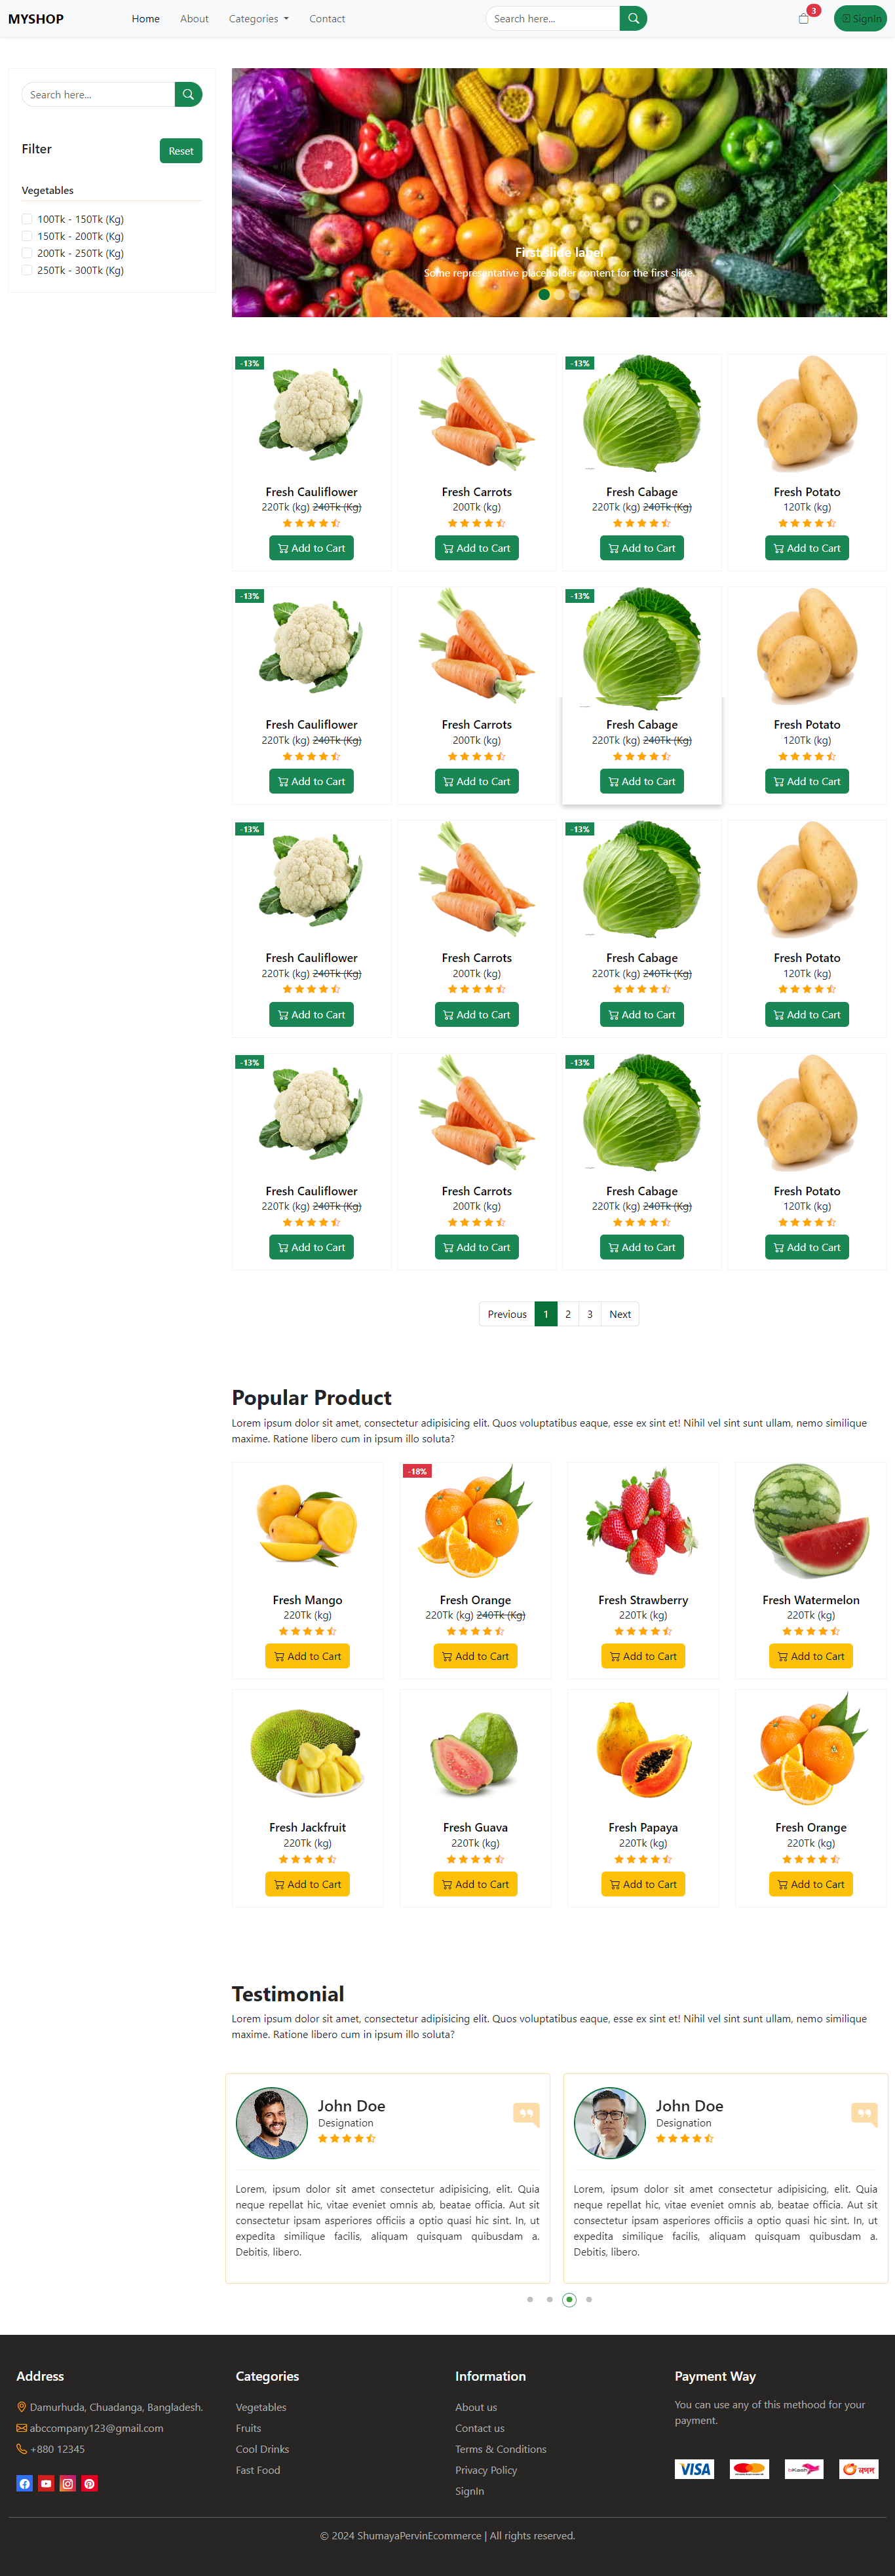 MYSHOP
Home About Categories Contact
Search here...
3
SignIn
Search here...
Filter
Reset
Vegetables
100Tk - 150Tk (Kg)
150Tk - 200Tk (Kg)
200Tk - 250Tk (Kg)
250Tk - 300Tk (Kg)
First slide label
Some representative placeholder content for the first slide.
-13% -13%
Fresh Cauliflower Fresh Carrots Fresh Cabage Fresh Potato
220Tk (kg) 240Tk (Kg) 200Tk (kg) 220Tk (kg) 240Tk (Kg) 120Tk (kg)
Add to Cart Add to Cart Add to Cart Add to Cart
-13% -13%
Fresh Cauliflower Fresh Carrots Fresh Cabage Fresh Potato
220Tk (kg) 240Tk (Kg) 200Tk (kg) 220Tk (kg) 240Tk (Kg) 120Tk (kg)
Add to Cart Add to Cart Add to Cart Add to Cart
-13% -13%
Fresh Cauliflower Fresh Carrots Fresh Cabage Fresh Potato
220Tk (kg) 240Tk (Kg) 200Tk (kg) 220Tk (kg) 240Tk (Kg) 120Tk (kg)
Add to Cart Add to Cart Add to Cart Add to Cart
-13% -13%
Fresh Cauliflower Fresh Carrots Fresh Cabage Fresh Potato
220Tk (kg) 240Tk (Kg) 200Tk (kg) 220Tk (kg) 240Tk (Kg) 120Tk (kg)
Add to Cart Add to Cart Add to Cart Add to Cart
Previous 1 2 3 Next
Popular Product
Lorem ipsum dolor sit amet, consectetur adipisicing elit. Quos voluptatibus eaque, esse ex sint et! Nihil vel sint sunt ullam, nemo similique
maxime. Ratione libero cum in ipsum illo soluta?
-18%
Fresh Mango Fresh Orange Fresh Strawberry Fresh Watermelon
220Tk (kg) 220Tk (kg) 240Tk (Kg) 220Tk (kg) 220Tk (kg)
Add to Cart Add to Cart Add to Cart Add to Cart
Fresh Jackfruit Fresh Guava Fresh Papaya Fresh Orange
220Tk (kg) 220Tk (kg) 220Tk (kg) 220Tk (kg)
Add to Cart Add to Cart Add to Cart Add to Cart
Testimonial
Lorem ipsum dolor sit amet, consectetur adipisicing elit. Quos voluptatibus eaque, esse ex sint et! Nihil vel sint sunt ullam, nemo similique
maxime. Ratione libero cum in ipsum illo soluta?
John Doe
Designation
Lorem, ipsum dolor sit amet consectetur adipisicing, elit. Quia
neque repellat hic, vitae eveniet omnis ab, beatae officia. Aut sit
consectetur ipsam asperiores officiis a optio quasi hic sint. In, ut
expedita similique facilis, aliquam quisquam quibusdam a.
Debitis, libero.
John Doe
Designation
Lorem, ipsum dolor sit amet consectetur adipisicing, elit. Quia
neque repellat hic, vitae eveniet omnis ab, beatae officia. Aut sit
consectetur ipsam asperiores officiis a optio quasi hic sint. In, ut
expedita similique facilis, aliquam quisquam quibusdam a.
Debitis, libero.
Address
Damurhuda, Chuadanga, Bangladesh.
abccompany123@gmail.com
+880 12345
Categories
Vegetables
Fruits
Cool Drinks
Fast Food
Information
About us
Contact us
Terms & Conditions
Privacy Policy
SignIn
Payment Way
You can use any of this methood for your
payment.
VISA
bKash
নগদ
© 2024 ShumayaPervinEcommerce | All rights reserved.